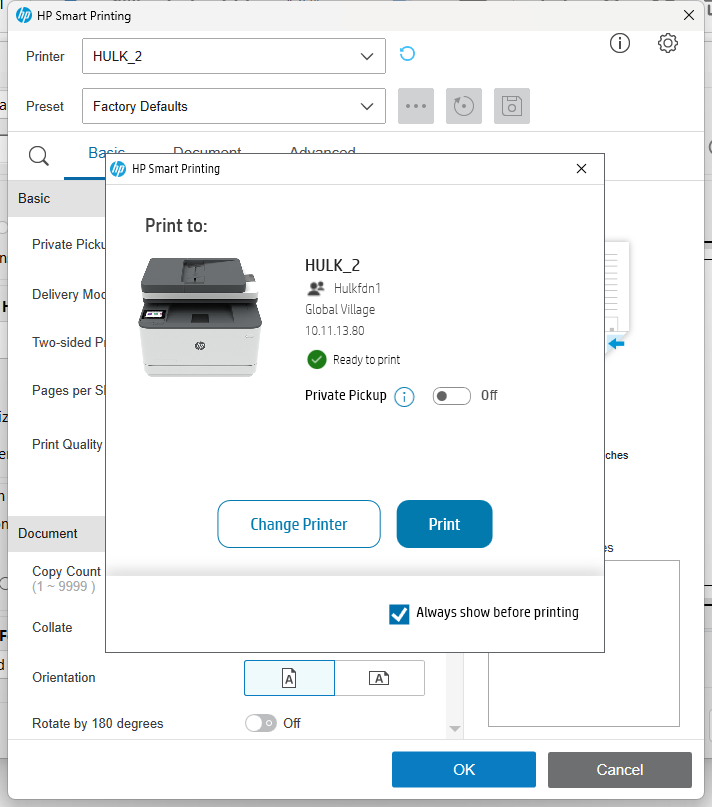 HP Smart Printing
Printer
HULK_2
Preset
Factory Defaults
Basic
Document
Advanced
Basic
Private Picku
Delivery Mod
Two-sided Pr
Pages per Sh
Print Quality
Document
Copy Count
(1 ~ 9999 )
Collate
Orientation
Rotate by 180 degrees
Off
HP Smart Printing
Print to:
HULK_2
Hulkfdn1
Global Village
10.11.13.80
Ready to print
Private Pickup
Off
Change Printer
Print
Always show before printing
ches
es
OK
Cancel